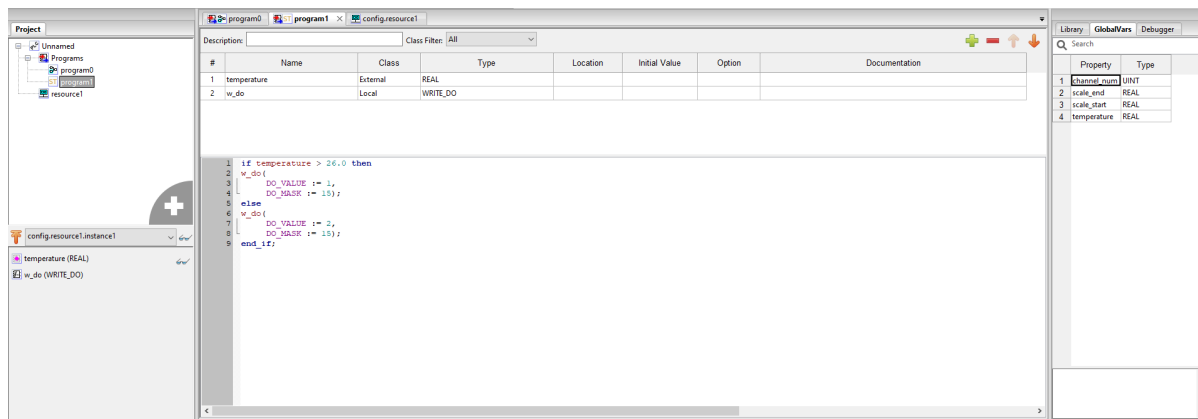 Project
Unnamed
Programs
program0
program1
resource1
config.resource1.instance1
temperature (REAL)
w_do (WRITE_DO)
program0 ST program1 config.resource1
Description: Class Filter: All
# Name Class Type Location Initial Value Option Documentation
1 temperature External REAL
2 w_do Local WRITE_DO
1 if temperature > 26.0 then
2 w_do(
3 DO_VALUE := 1,
4 DO_MASK := 15);
5 else
6 w_do(
7 DO_VALUE := 2,
8 DO_MASK := 15);
9 end_if;
Library GlobalVars Debugger
Search
Property Type
1 channel_num UINT
2 scale_end REAL
3 scale_start REAL
4 temperature REAL